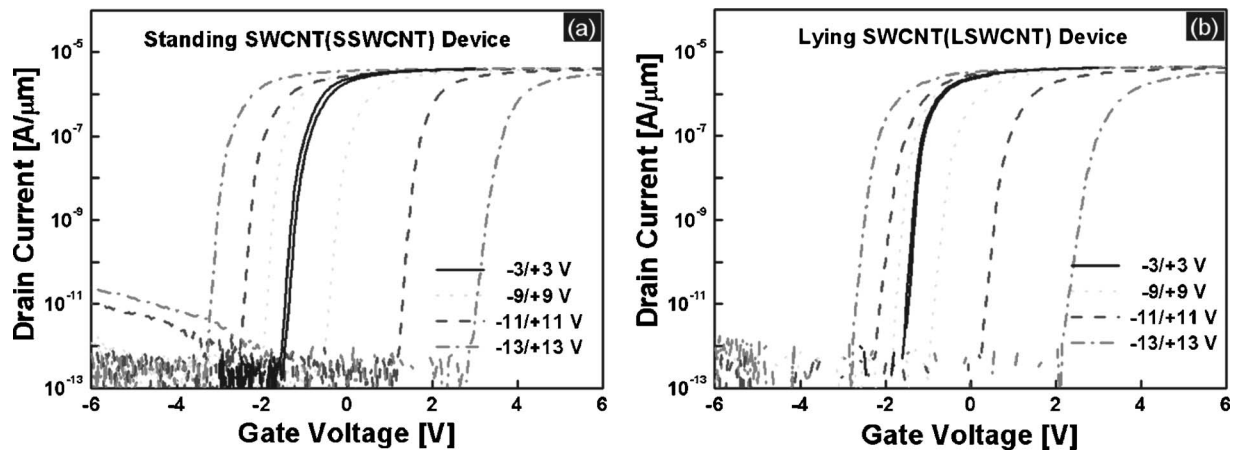 (a)
Standing SWCNT(SSWCNT) Device
Drain Current [A/μm]
10⁻⁵
10⁻⁷
10⁻⁹
10⁻¹¹
10⁻¹³
-3/+3 V
-9/+9 V
-11/+11 V
-13/+13 V
-6 -4 -2 0 2 4 6
Gate Voltage [V]
(b)
Lying SWCNT(LSWCNT) Device
Drain Current [A/μm]
10⁻⁵
10⁻⁷
10⁻⁹
10⁻¹¹
10⁻¹³
-3/+3 V
-9/+9 V
-11/+11 V
-13/+13 V
-6 -4 -2 0 2 4 6
Gate Voltage [V]